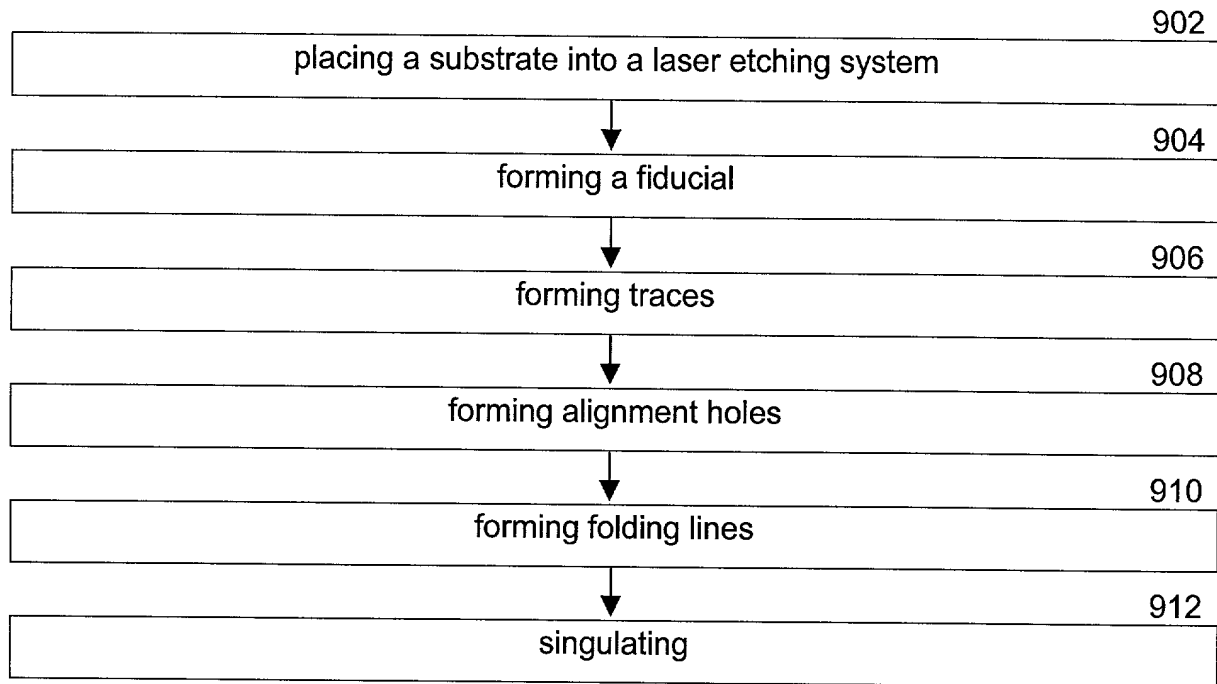 902
placing a substrate into a laser etching system
904
forming a fiducial
906
forming traces
908
forming alignment holes
910
forming folding lines
912
singulating